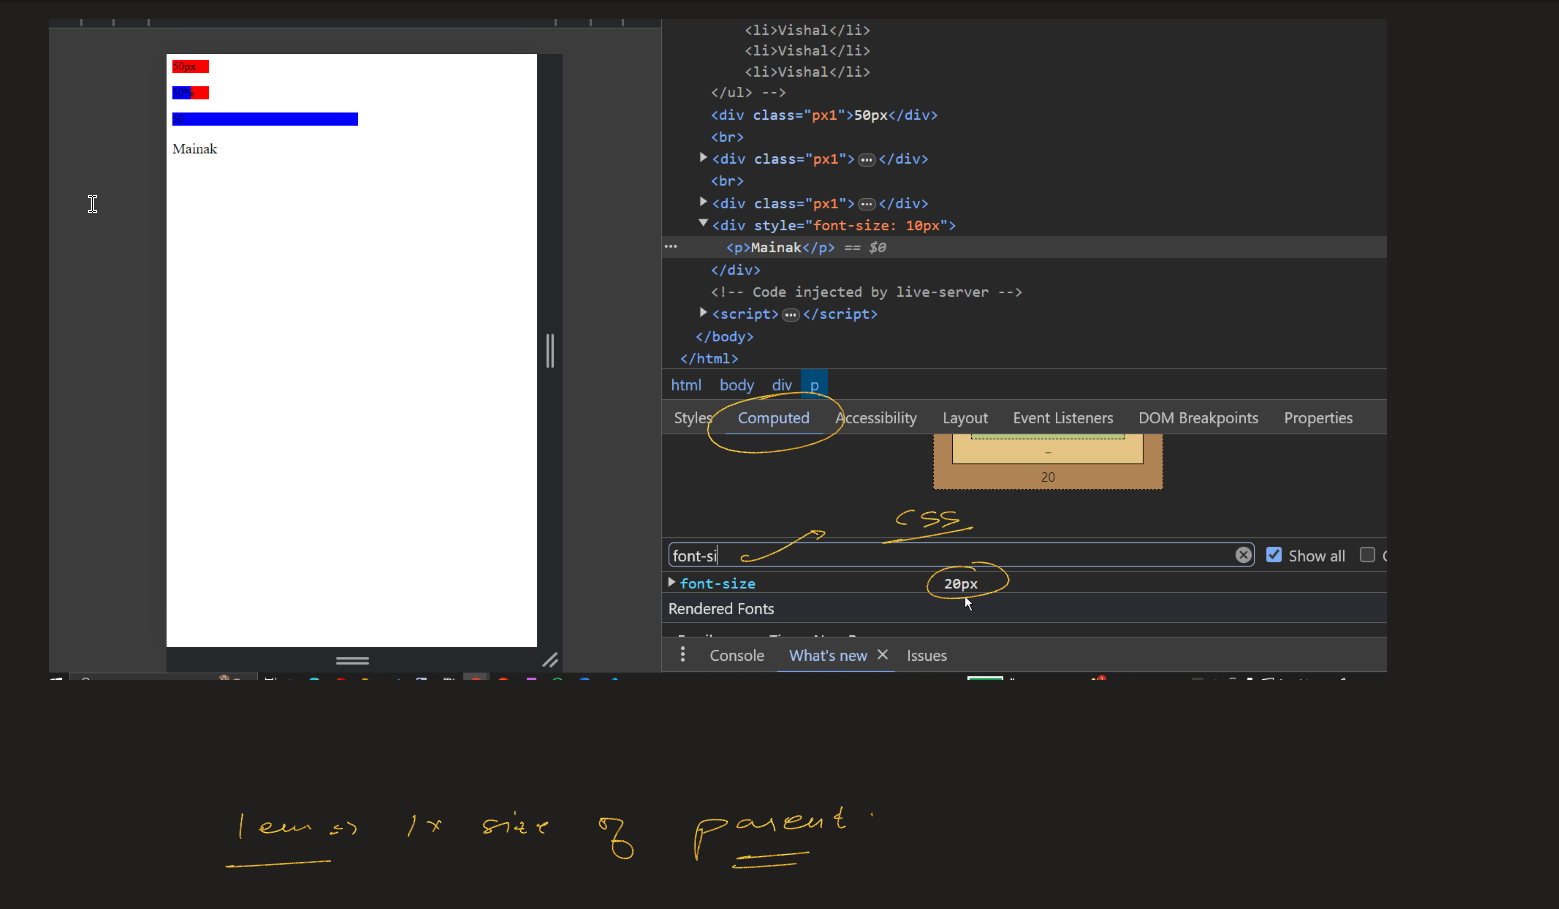 50px
50%
50
Mainak
<li>Vishal</li>
<li>Vishal</li>
<li>Vishal</li>
</ul> -->
<div class="px1">50px</div>
<br>
<div class="px1">…</div>
<br>
<div class="px1">…</div>
<div style="font-size: 10px">
<p>Mainak</p> == $0
</div>
<!-- Code injected by live-server -->
<script>…</script>
</body>
</html>
html body div p
Styles Computed Accessibility Layout Event Listeners DOM Breakpoints Properties
–
20
CSS
font-si Show all
font-size 20px
Rendered Fonts
Console What's new Issues
1em => 1x size of parent.